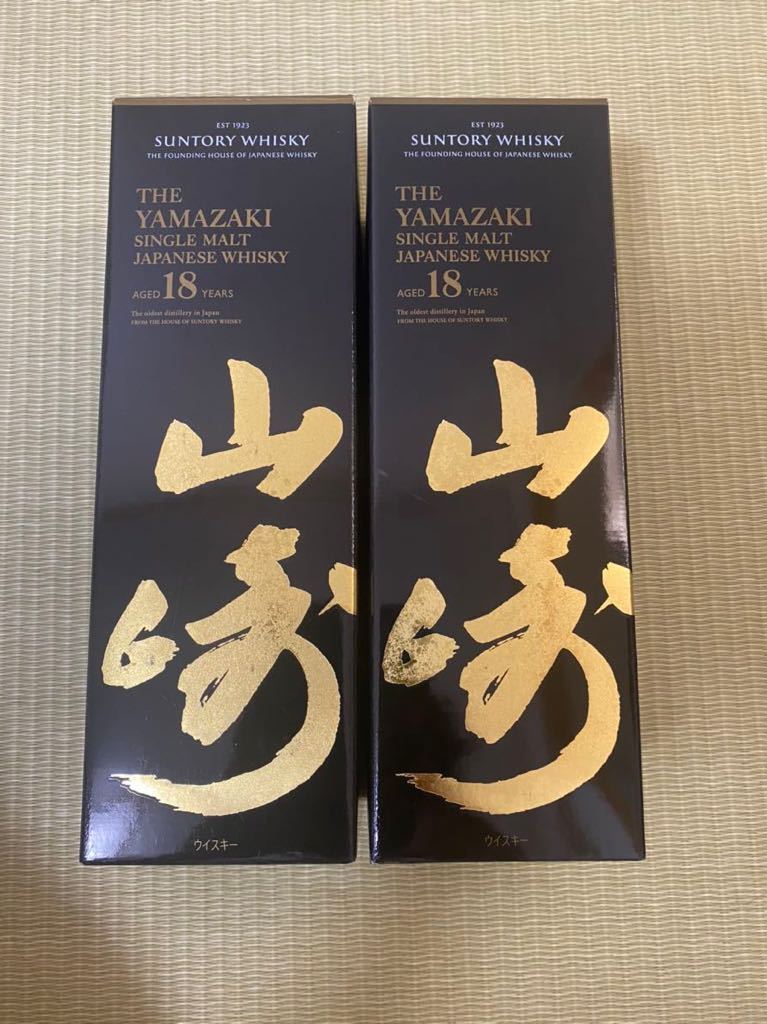 EST 1923
SUNTORY WHISKY
THE FOUNDING HOUSE OF JAPANESE WHISKY
THE
YAMAZAKI
SINGLE MALT
JAPANESE WHISKY
AGED 18 YEARS
The oldest distillery in Japan
FROM THE HOUSE OF SUNTORY WHISKY
山
崎
ウイスキー
EST 1923
SUNTORY WHISKY
THE FOUNDING HOUSE OF JAPANESE WHISKY
THE
YAMAZAKI
SINGLE MALT
JAPANESE WHISKY
AGED 18 YEARS
The oldest distillery in Japan
FROM THE HOUSE OF SUNTORY WHISKY
山
崎
ウイスキー